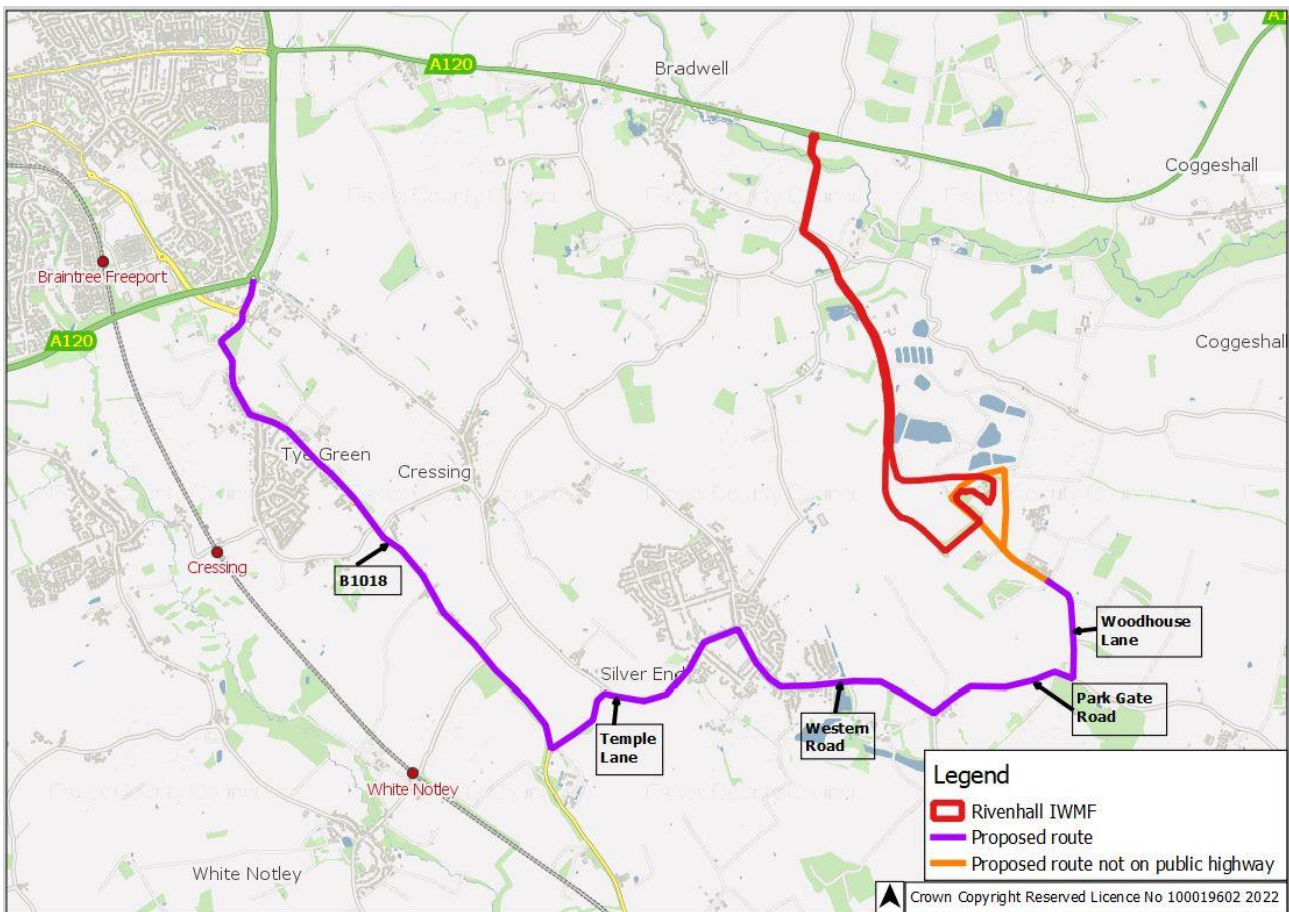 A120
Bradwell
A1
Coggeshall
Braintree Freeport
A120
Coggeshall
Tye Green
Cressing
Cressing
B1018
Woodhouse
Lane
Silver End
Park Gate
Road
Temple
Lane
Western
Road
White Notley
White Notley
Legend
Rivenhall IWMF
Proposed route
Proposed route not on public highway
Crown Copyright Reserved Licence No 100019602 2022